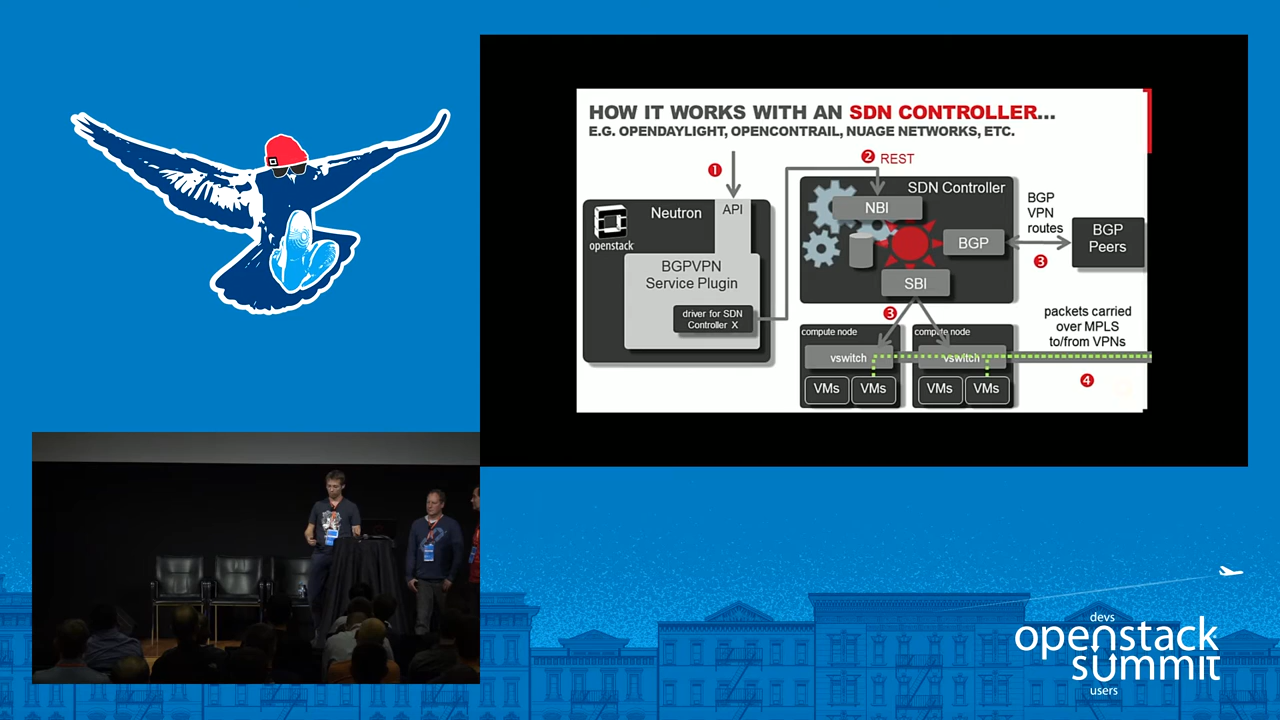 HOW IT WORKS WITH AN SDN CONTROLLER...
E.G. OPENDAYLIGHT, OPENCONTRAIL, NUAGE NETWORKS, ETC.
1
2 REST
openstack
Neutron
API
BGPVPN
Service Plugin
driver for SDN
Controller X
SDN Controller
NBI
BGP
SBI
BGP
VPN
routes
3
BGP
Peers
3
compute node
vswitch
VMs
VMs
compute node
vswitch
VMs
VMs
packets carried
over MPLS
to/from VPNs
4
devs
openstack
summit
users